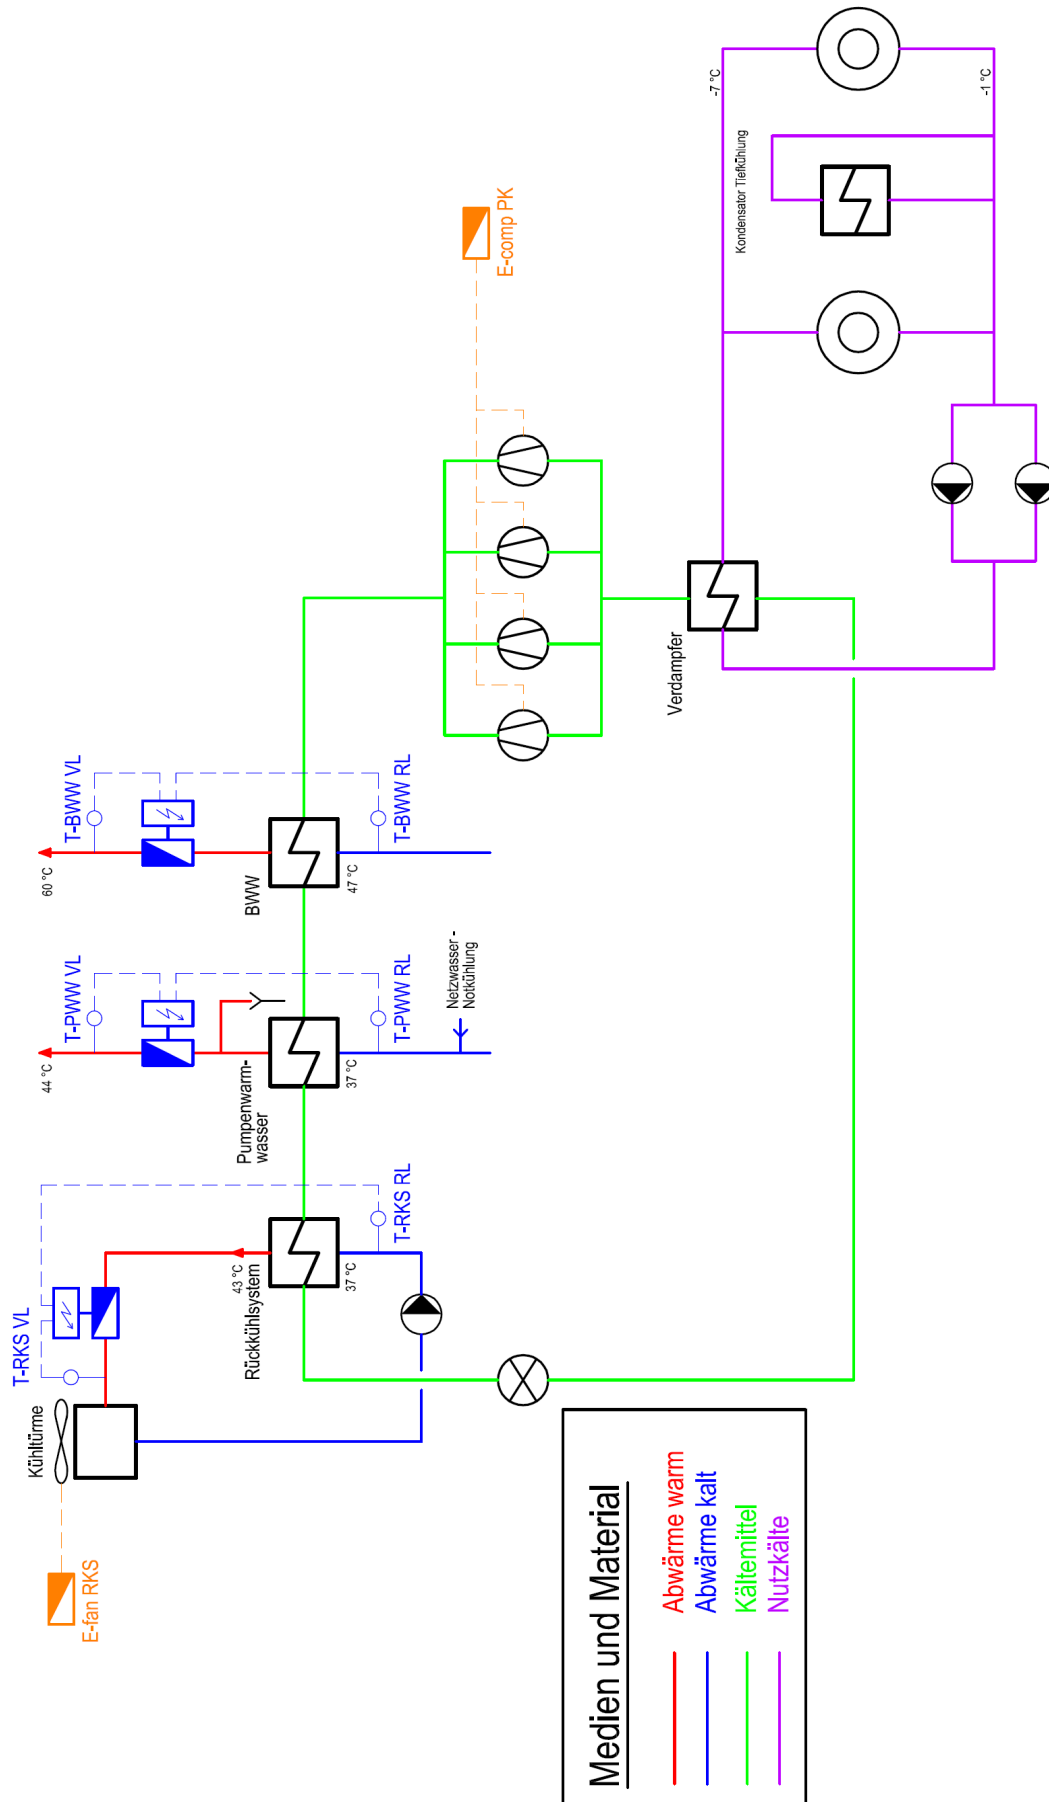 E-fan RKS
Kühltürme
T-RKS VL
43 °C
Rückkühlsystem
37 °C
T-RKS RL
44 °C
T-PWW VL
Pumpenwarm-
wasser
37 °C
T-PWW RL
Netzwasser -
Notkühlung
60 °C
T-BWW VL
BWW
47 °C
T-BWW RL
E-comp PK
Verdampfer
-7 °C
Kondensator Tiefkühlung
-1 °C
Medien und Material
Abwärme warm
Abwärme kalt
Kältemittel
Nutzkälte